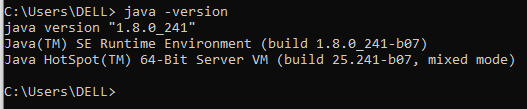 C:\Users\DELL> java -version
java version "1.8.0_241"
Java(TM) SE Runtime Environment (build 1.8.0_241-b07)
Java HotSpot(TM) 64-Bit Server VM (build 25.241-b07, mixed mode)
C:\Users\DELL>